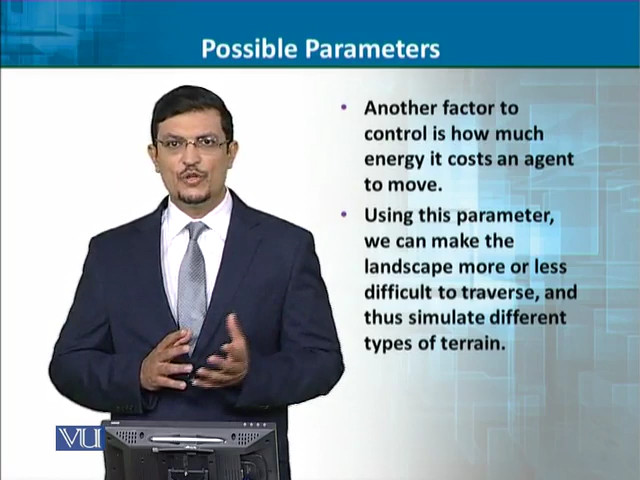 Possible Parameters
• Another factor to
control is how much
energy it costs an agent
to move.
• Using this parameter,
we can make the
landscape more or less
difficult to traverse, and
thus simulate different
types of terrain.
VU